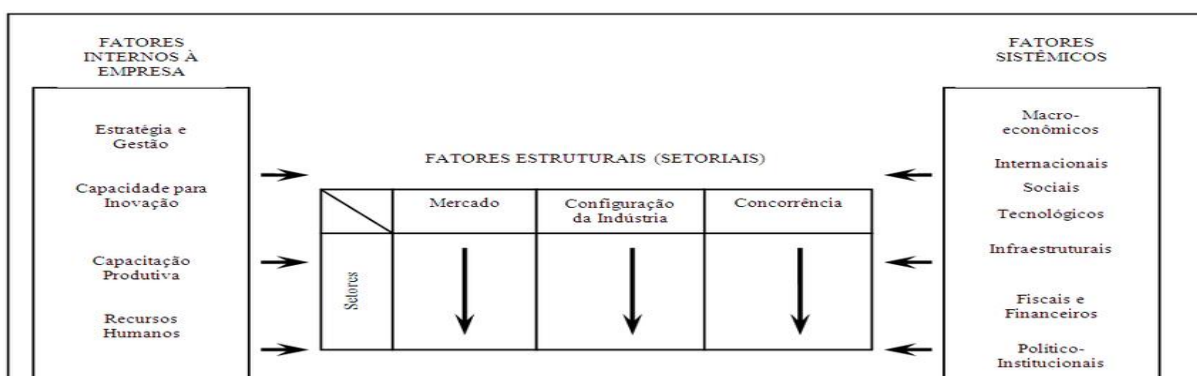 FATORES
INTERNOS À
EMPRESA
Estratégia e
Gestão
Capacidade para
Inovação
Capacitação
Produtiva
Recursos
Humanos
FATORES ESTRUTURAIS (SETORIAIS)
Mercado
Configuração
da Indústria
Concorrência
Setores
FATORES
SISTÊMICOS
Macro-
econômicos
Internacionais
Sociais
Tecnológicos
Infraestruturais
Fiscais e
Financeiros
Político-
Institucionais